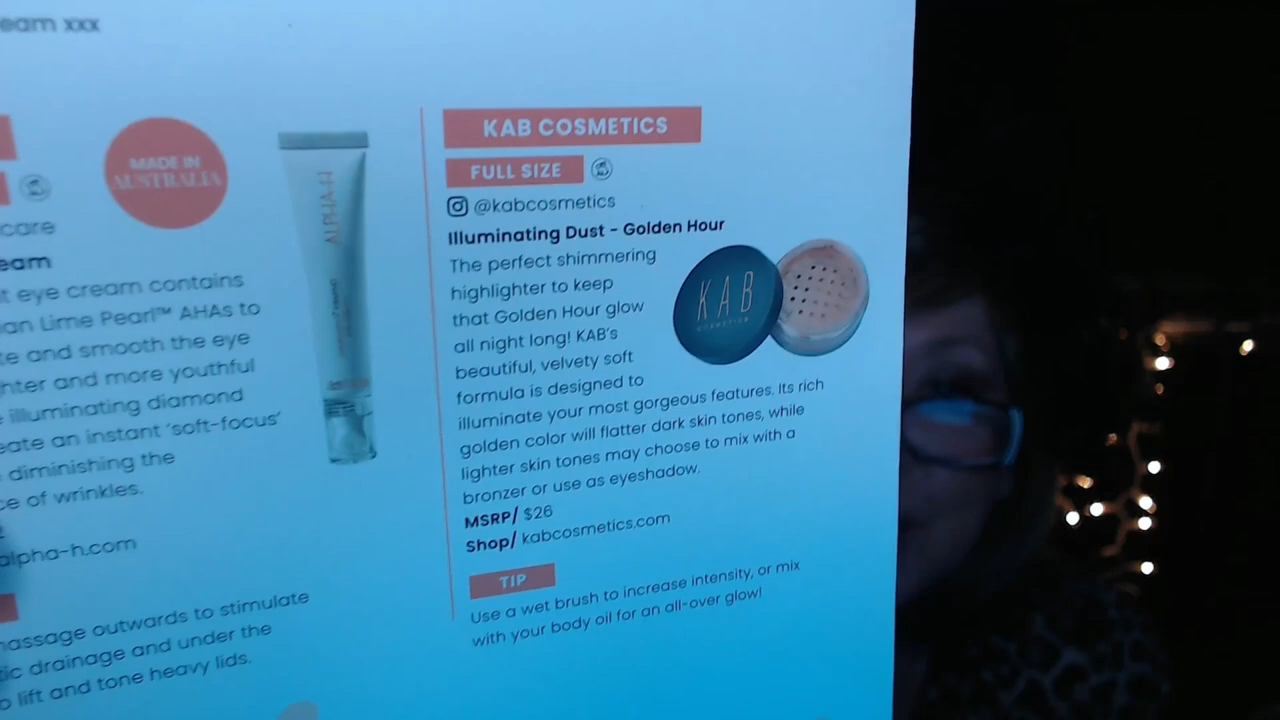 eam xxx
MADE IN
AUSTRALIA
care
eam
t eye cream contains
an Lime Pearl™ AHAs to
te and smooth the eye
hter and more youthful
illuminating diamond
eate an instant 'soft-focus'
diminishing the
ce of wrinkles.
alpha-h.com
massage outwards to stimulate
tic drainage and under the
o lift and tone heavy lids.
ALPHA-H
KAB COSMETICS
FULL SIZE
@kabcosmetics
Illuminating Dust - Golden Hour
The perfect shimmering
highlighter to keep
that Golden Hour glow
all night long! KAB's
beautiful, velvety soft
formula is designed to
illuminate your most gorgeous features. Its rich
golden color will flatter dark skin tones, while
lighter skin tones may choose to mix with a
bronzer or use as eyeshadow.
MSRP/ $26
Shop/ kabcosmetics.com
TIP
Use a wet brush to increase intensity, or mix
with your body oil for an all-over glow!
KAB
COSMETICS